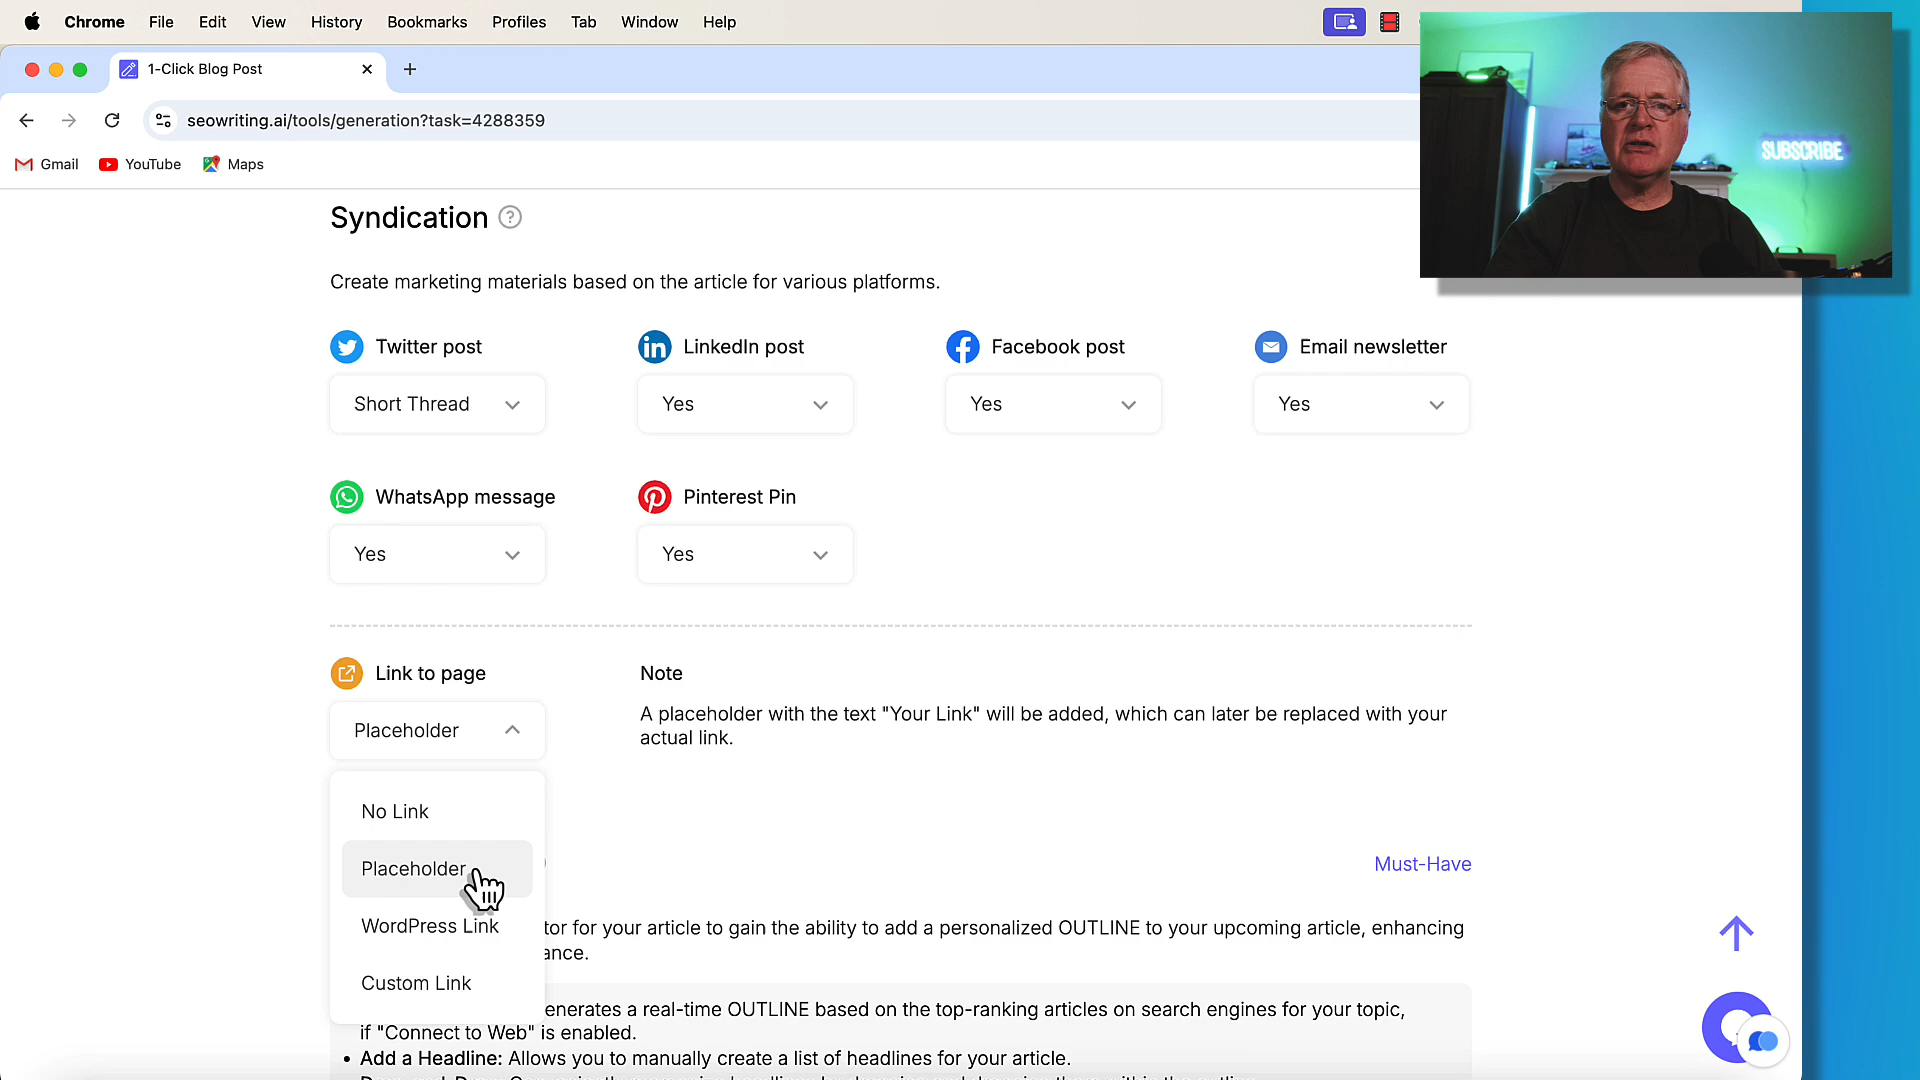 Chrome File Edit View History Bookmarks Profiles Tab Window Help
1-Click Blog Post
seowriting.ai/tools/generation?task=4288359
Gmail YouTube Maps
SUBSCRIBE
Syndication ?
Create marketing materials based on the article for various platforms.
Twitter post LinkedIn post Facebook post Email newsletter
Short Thread Yes Yes Yes
WhatsApp message Pinterest Pin
Yes Yes
Link to page Note
Placeholder
A placeholder with the text "Your Link" will be added, which can later be replaced with your
actual link.
No Link
Placeholder
Must-Have
WordPress Link
tor for your article to gain the ability to add a personalized OUTLINE to your upcoming article, enhancing
ance.
Custom Link
enerates a real-time OUTLINE based on the top-ranking articles on search engines for your topic,
if "Connect to Web" is enabled.
• Add a Headline: Allows you to manually create a list of headlines for your article.